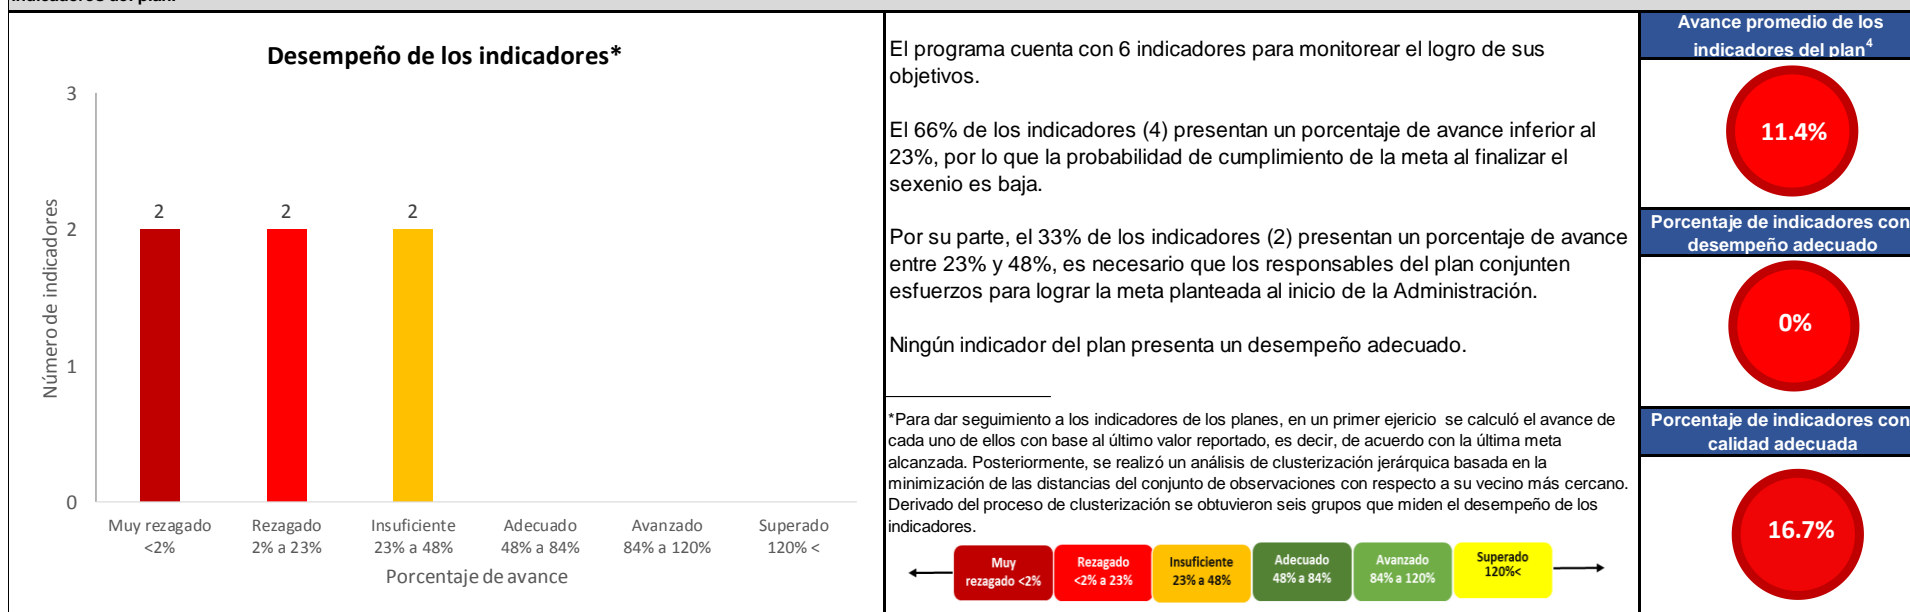 indicadores del plan.
Desempeño de los indicadores*
3
2
1
0
Número de indicadores
2
2
2
Muy rezagado
<2%
Rezagado
2% a 23%
Insuficiente
23% a 48%
Adecuado
48% a 84%
Avanzado
84% a 120%
Superado
120% <
Porcentaje de avance
El programa cuenta con 6 indicadores para monitorear el logro de sus
objetivos.
El 66% de los indicadores (4) presentan un porcentaje de avance inferior al
23%, por lo que la probabilidad de cumplimiento de la meta al finalizar el
sexenio es baja.
Por su parte, el 33% de los indicadores (2) presentan un porcentaje de avance
entre 23% y 48%, es necesario que los responsables del plan conjunten
esfuerzos para lograr la meta planteada al inicio de la Administración.
Ningún indicador del plan presenta un desempeño adecuado.
*Para dar seguimiento a los indicadores de los planes, en un primer ejericio se calculó el avance de
cada uno de ellos con base al último valor reportado, es decir, de acuerdo con la última meta
alcanzada. Posteriormente, se realizó un análisis de clusterización jerárquica basada en la
minimización de las distancias del conjunto de observaciones con respecto a su vecino más cercano.
Derivado del proceso de clusterización se obtuvieron seis grupos que miden el desempeño de los
indicadores.
Muy
rezagado <2%
Rezagado
<2% a 23%
Insuficiente
23% a 48%
Adecuado
48% a 84%
Avanzado
84% a 120%
Superado
120%<
Avance promedio de los
indicadores del plan4
11.4%
Porcentaje de indicadores con
desempeño adecuado
0%
Porcentaje de indicadores con
calidad adecuada
16.7%